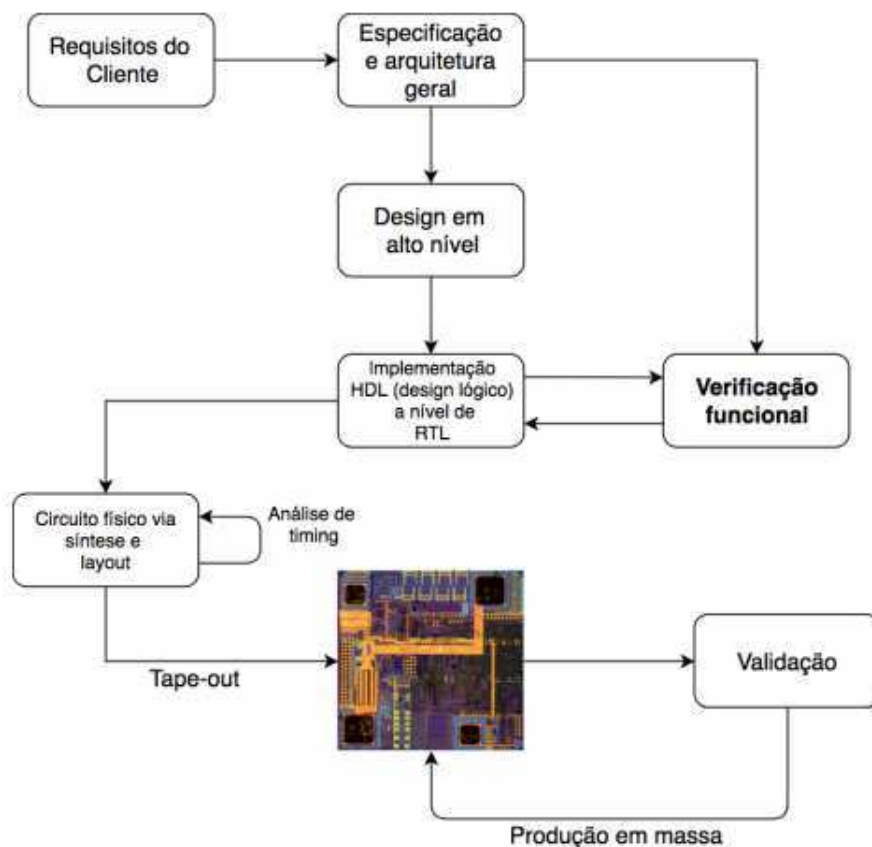 Requisitos do
Cliente
Especificação
e arquitetura
geral
Design em
alto nível
Implementação
HDL (design lógico)
a nível de
RTL
Verificação
funcional
Circuito físico via
síntese e
layout
Análise de
timing
Tape-out
Validação
Produção em massa